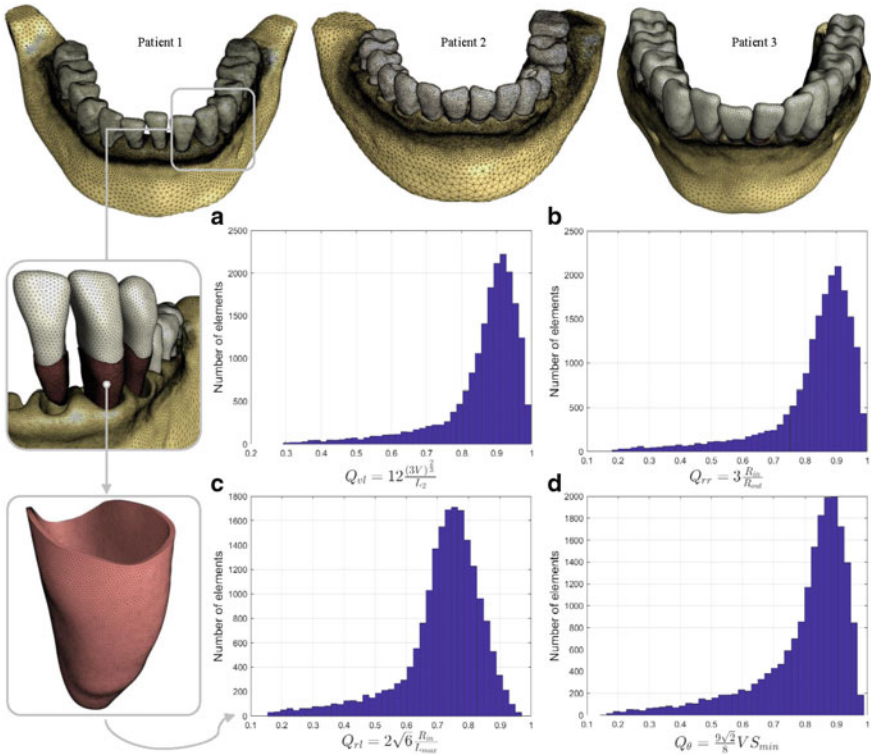 Patient 1
Patient 2
Patient 3
a
Number of elements
2500
2000
1500
1000
500
0
0.2 0.3 0.4 0.5 0.6 0.7 0.8 0.9 1
Q_{vl} = 12\frac{(3V)^{\frac{2}{3}}}{L_{2}}
b
Number of elements
2500
2000
1500
1000
500
0
0.1 0.2 0.3 0.4 0.5 0.6 0.7 0.8 0.9 1
Q_{rr} = 3\frac{R_{in}}{R_{out}}
c
Number of elements
1800
1600
1400
1200
1000
800
600
400
200
0
0.1 0.2 0.3 0.4 0.5 0.6 0.7 0.8 0.9 1
Q_{rl} = 2\sqrt{6}\frac{R_{in}}{L_{max}}
d
Number of elements
2000
1800
1600
1400
1200
1000
800
600
400
200
0
0.1 0.2 0.3 0.4 0.5 0.6 0.7 0.8 0.9 1
Q_{θ} = \frac{9\sqrt{2}}{8}VS_{min}